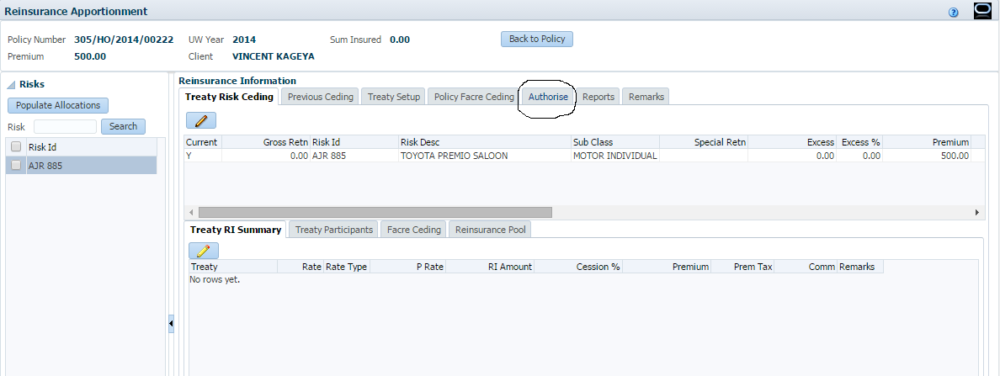 Reinsurance Apportionment
Policy Number 305/HO/2014/00222 UW Year 2014 Sum Insured 0.00 Back to Policy
Premium 500.00 Client VINCENT KAGEYA
Risks
Populate Allocations
Risk Search
Risk Id
AJR 885
Reinsurance Information
Treaty Risk Ceding Previous Ceding Treaty Setup Policy Facre Ceding Authorise Reports Remarks
Current Gross Retn Risk Id Risk Desc Sub Class Special Retn Excess Excess % Premium
Y 0.00 AJR 885 TOYOTA PREMIO SALOON MOTOR INDIVIDUAL 0.00 0.00 500.00
Treaty RI Summary Treaty Participants Facre Ceding Reinsurance Pool
Treaty Rate Rate Type P Rate RI Amount Cession % Premium Prem Tax Comm Remarks
No rows yet.